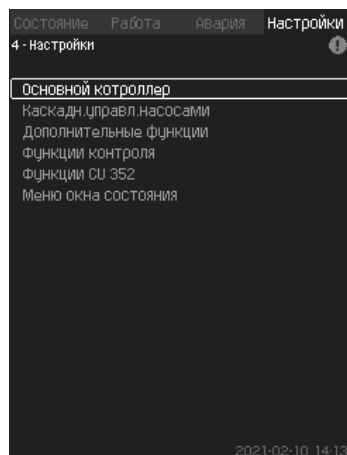 Состояние Работа Авария Настройки
4 - Настройки
Основной котроллер
Каскадн.управл.насосами
Дополнительные функции
Функции контроля
Функции CU 352
Меню окна состояния
2021-02-10 14:13